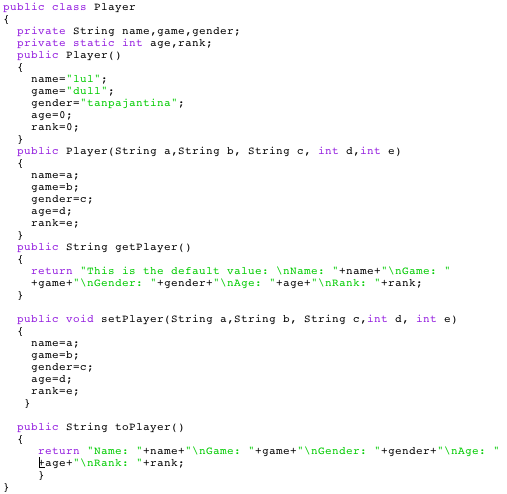 public class Player
{
  private String name,game,gender;
  private static int age,rank;
  public Player()
  {
    name="lul";
    game="dull";
    gender="tanpajantina";
    age=0;
    rank=0;
  }
  public Player(String a,String b, String c, int d,int e)
  {
    name=a;
    game=b;
    gender=c;
    age=d;
    rank=e;
  }
  public String getPlayer()
  {
    return "This is the default value: \nName: "+name+"\nGame: "
    +game+"\nGender: "+gender+"\nAge: "+age+"\nRank: "+rank;
  }

  public void setPlayer(String a,String b, String c,int d, int e)
  {
    name=a;
    game=b;
    gender=c;
    age=d;
    rank=e;
   }

  public String toPlayer()
  {
     return "Name: "+name+"\nGame: "+game+"\nGender: "+gender+"\nAge: "
     +age+"\nRank: "+rank;
     }
}